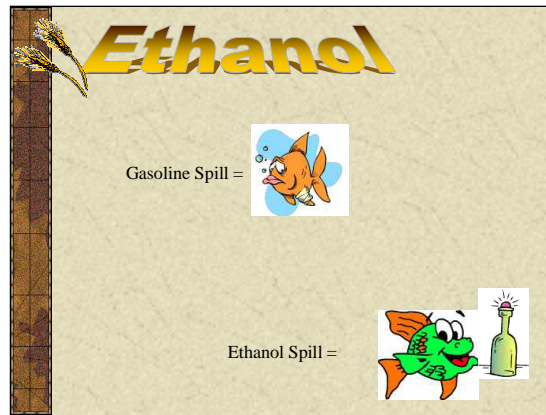 Ethanol
Gasoline Spill =
Ethanol Spill =